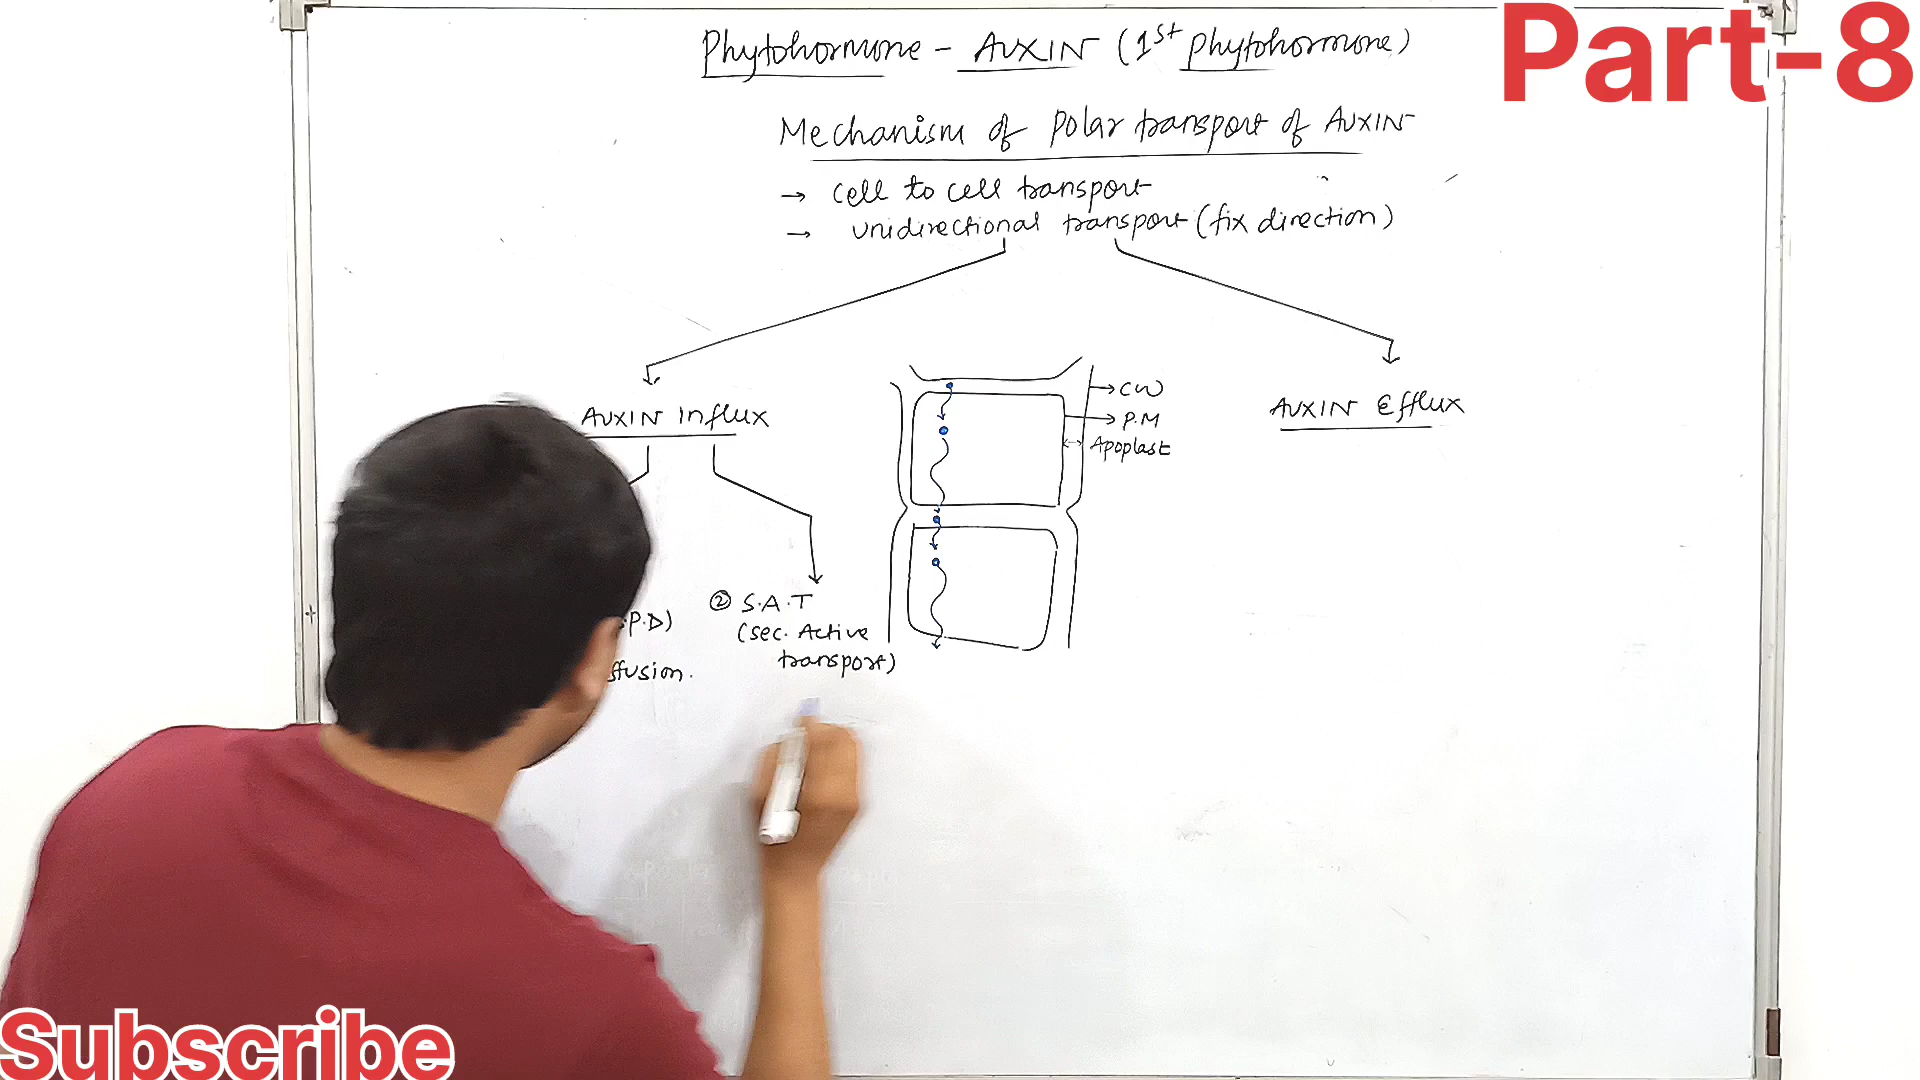 Part-8
Phytohormone - AUXIN (1st phytohormone)
Mechanism of Polar transport of AUXIN
→ cell to cell transport
→ unidirectional transport (fix direction)
AUXIN Influx
AUXIN Efflux
→ CW
→ P.M
Apoplast
② S.A.T
(sec. Active
transport)
P.D)
ffusion.
Subscribe